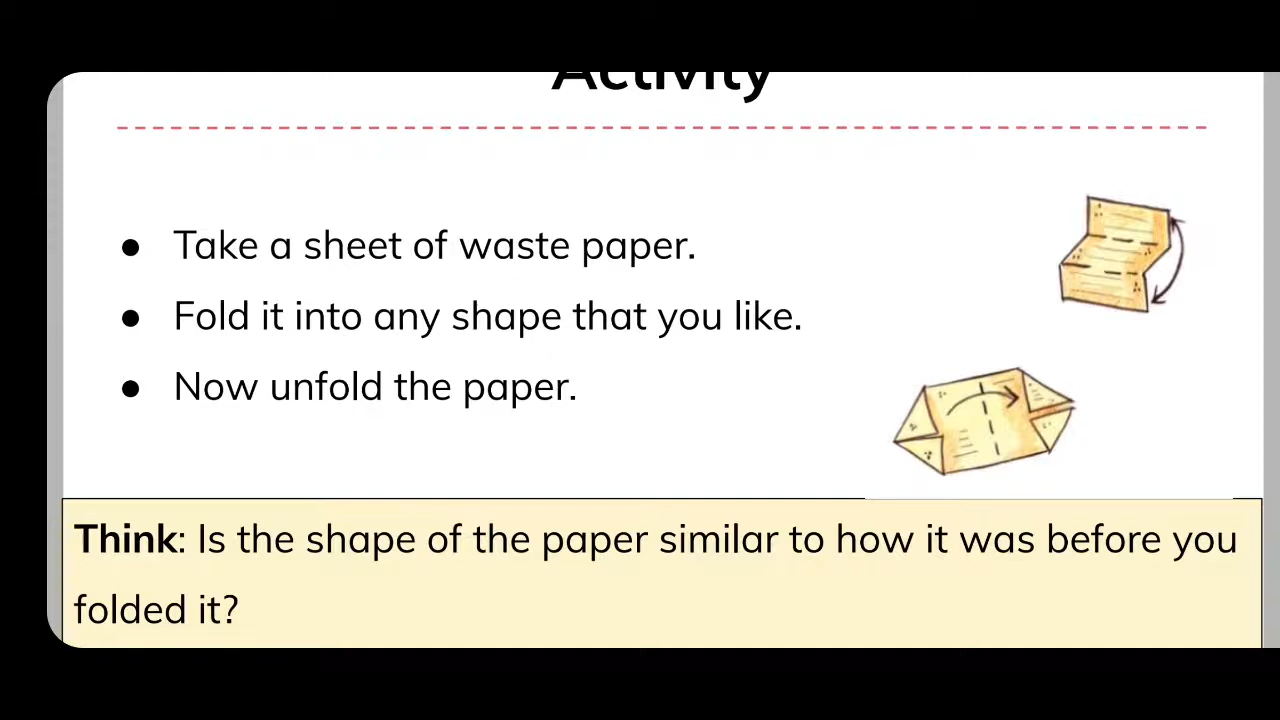 Activity
● Take a sheet of waste paper.
● Fold it into any shape that you like.
● Now unfold the paper.
Think: Is the shape of the paper similar to how it was before you
folded it?